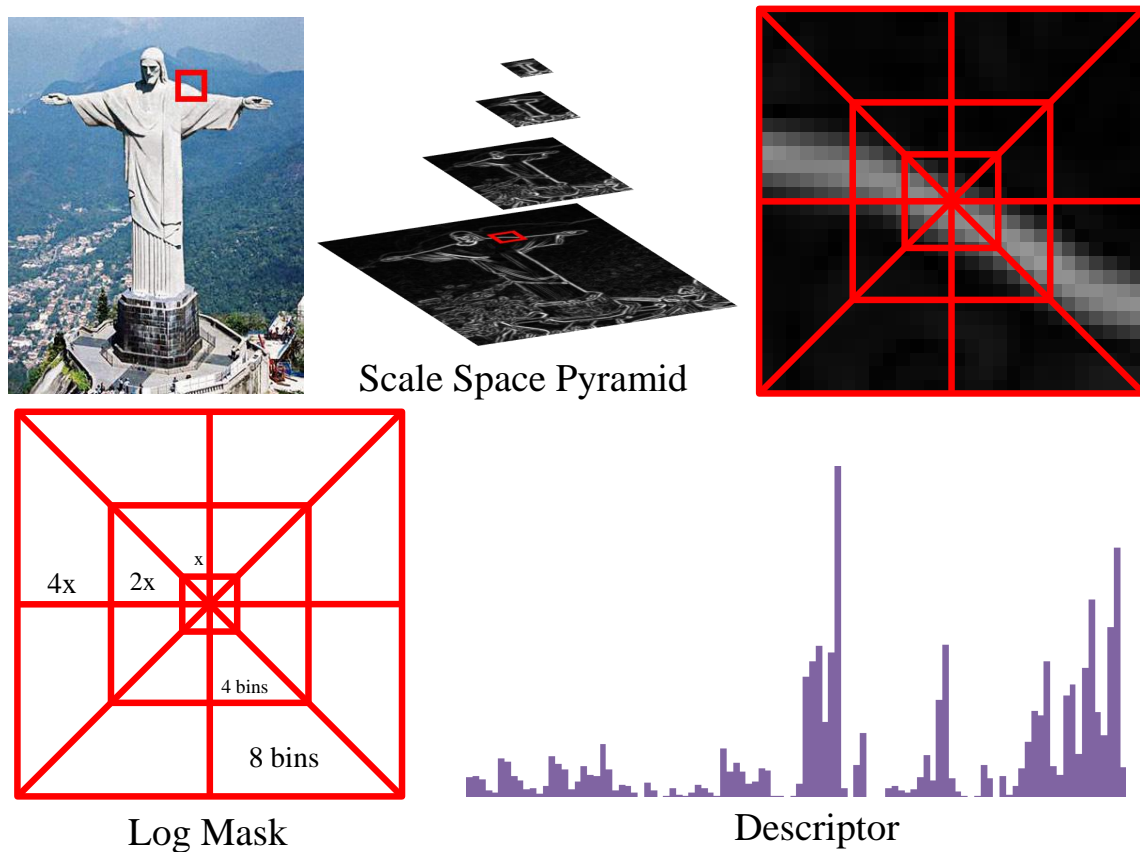 Scale Space Pyramid
x
4x
2x
4 bins
8 bins
Log Mask
Descriptor